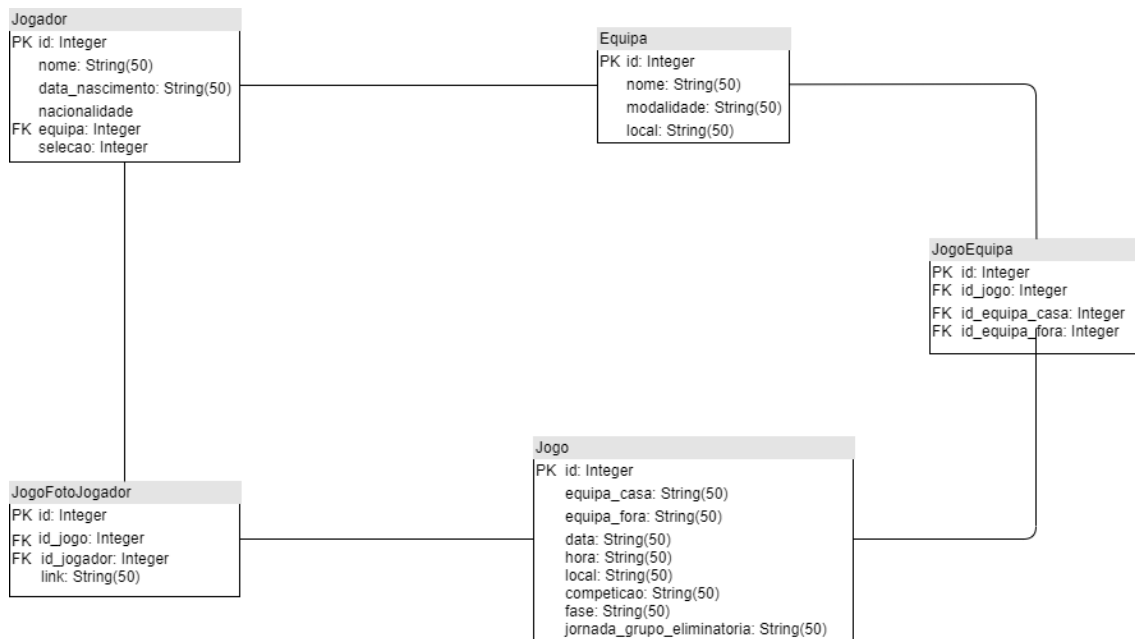 Jogador
PK id: Integer
nome: String(50)
data_nascimento: String(50)
nacionalidade
FK equipa: Integer
selecao: Integer
Equipa
PK id: Integer
nome: String(50)
modalidade: String(50)
local: String(50)
JogoEquipa
PK id: Integer
FK id_jogo: Integer
FK id_equipa_casa: Integer
FK id_equipa_fora: Integer
JogoFotoJogador
PK id: Integer
FK id_jogo: Integer
FK id_jogador: Integer
link: String(50)
Jogo
PK id: Integer
equipa_casa: String(50)
equipa_fora: String(50)
data: String(50)
hora: String(50)
local: String(50)
competicao: String(50)
fase: String(50)
jornada_grupo_eliminatoria: String(50)